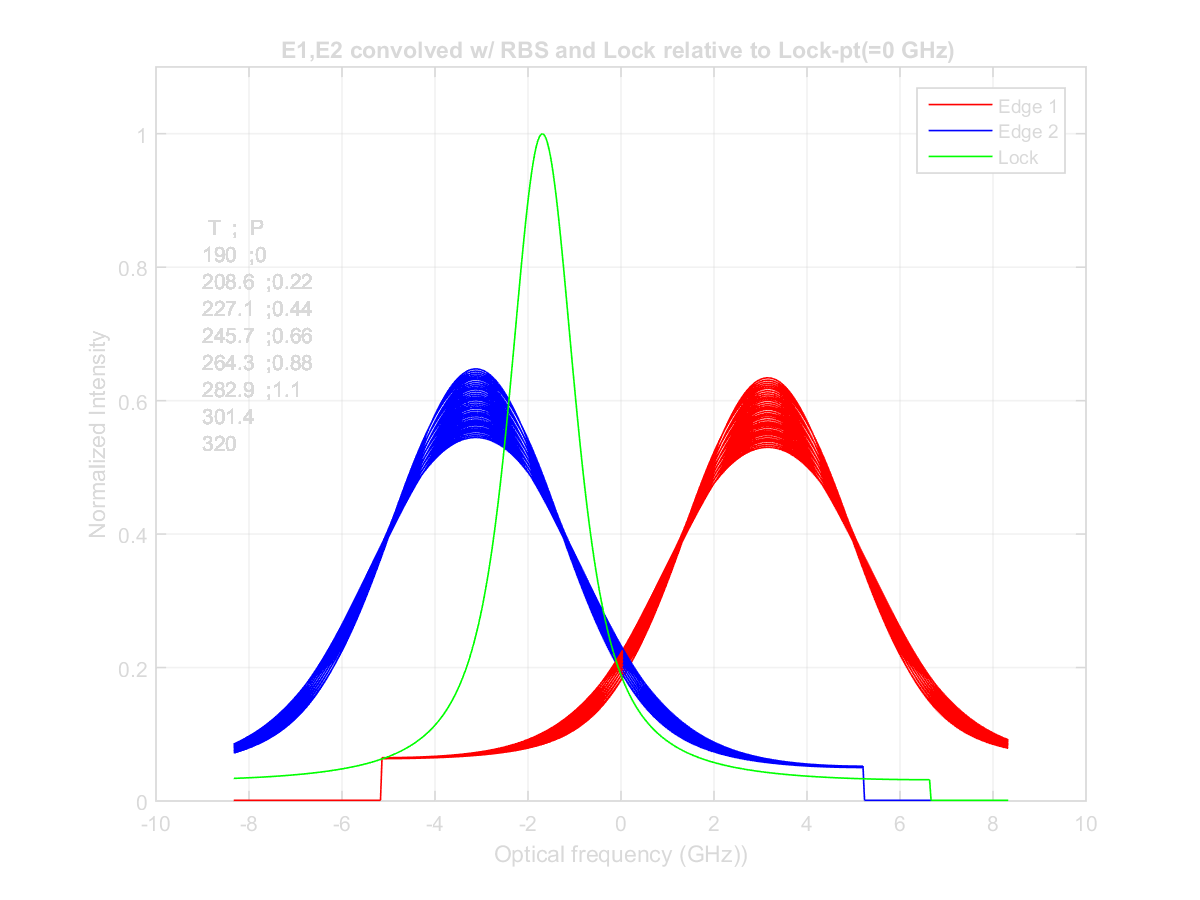 E1,E2 convolved w/ RBS and Lock relative to Lock-pt(=0 GHz)
Edge 1
Edge 2
Lock
T ; P
190 ;0
208.6 ;0.22
227.1 ;0.44
245.7 ;0.66
264.3 ;0.88
282.9 ;1.1
301.4
320
Normalized Intensity
1
0.8
0.6
0.4
0.2
0
-10 -8 -6 -4 -2 0 2 4 6 8 10
Optical frequency (GHz))